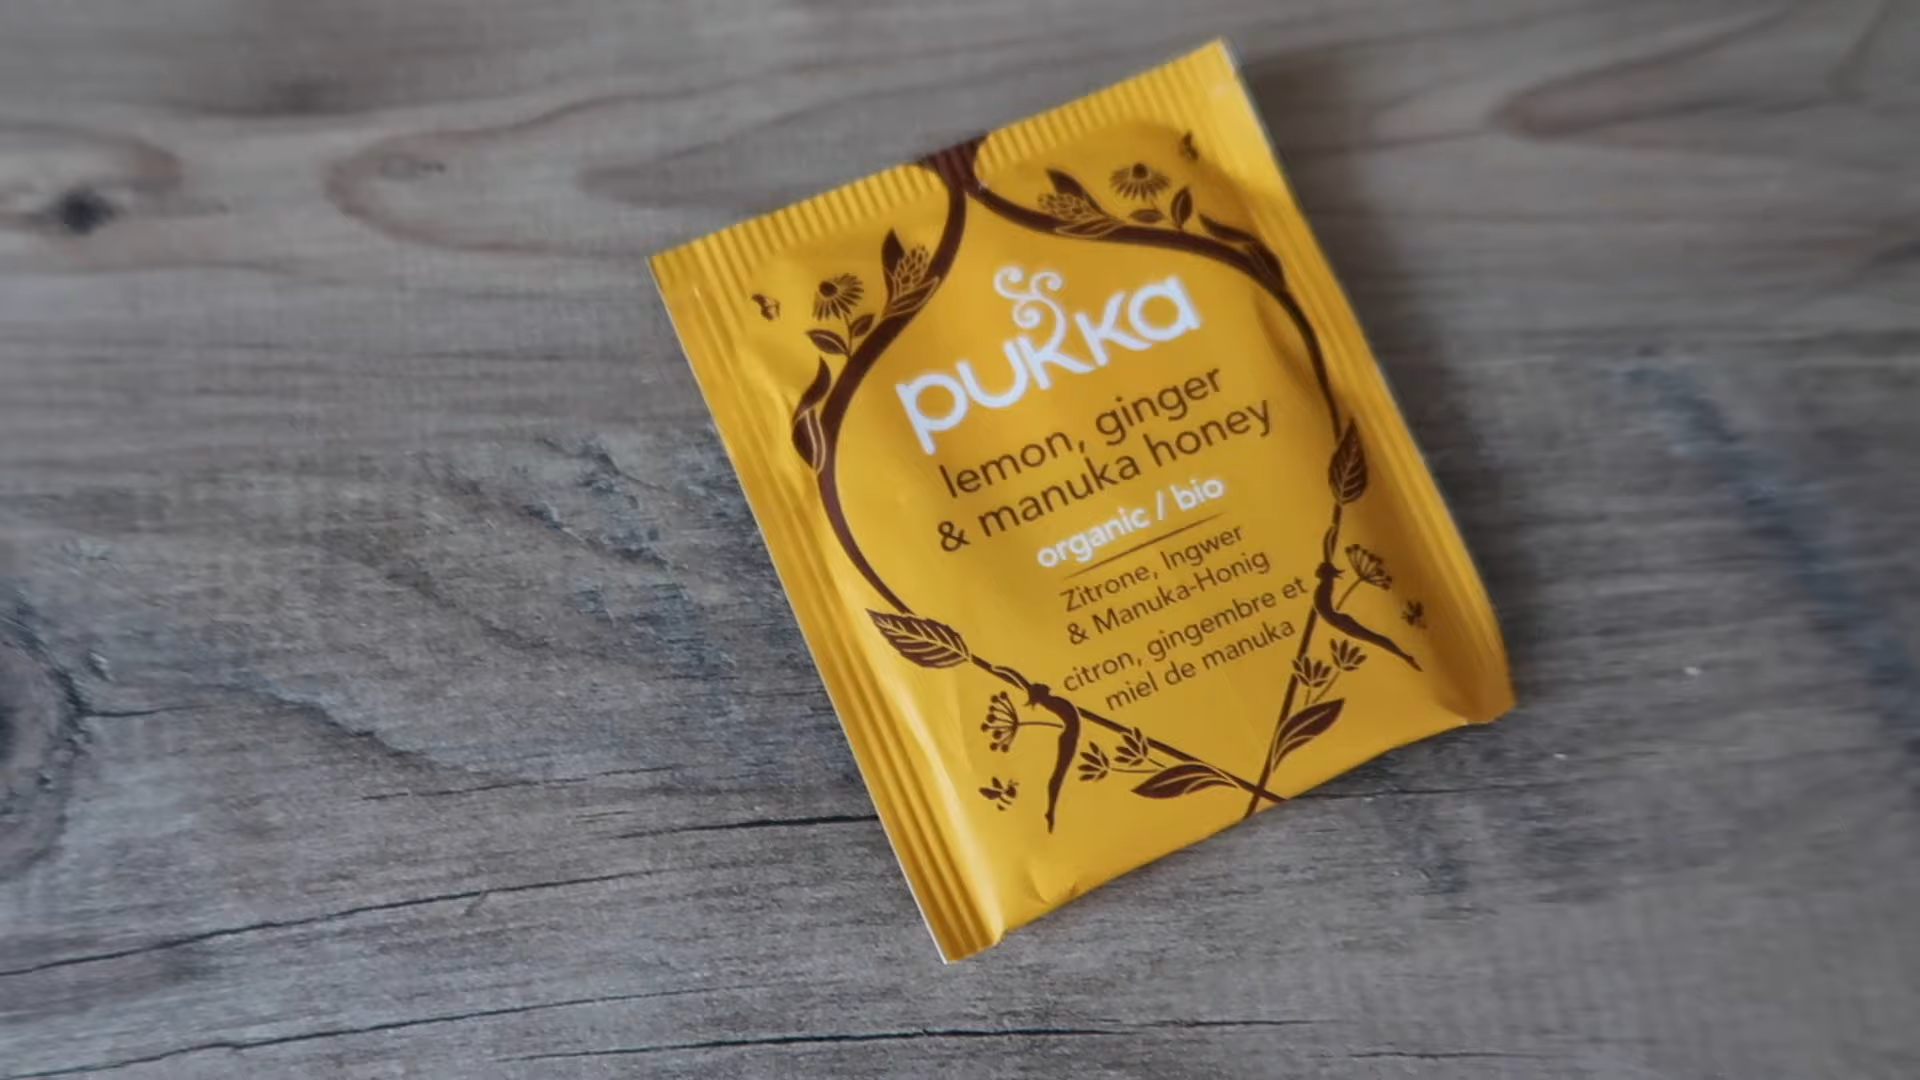 pukka
lemon, ginger
& manuka honey
organic / bio
Zitrone, Ingwer
& Manuka-Honig
citron, gingembre et
miel de manuka